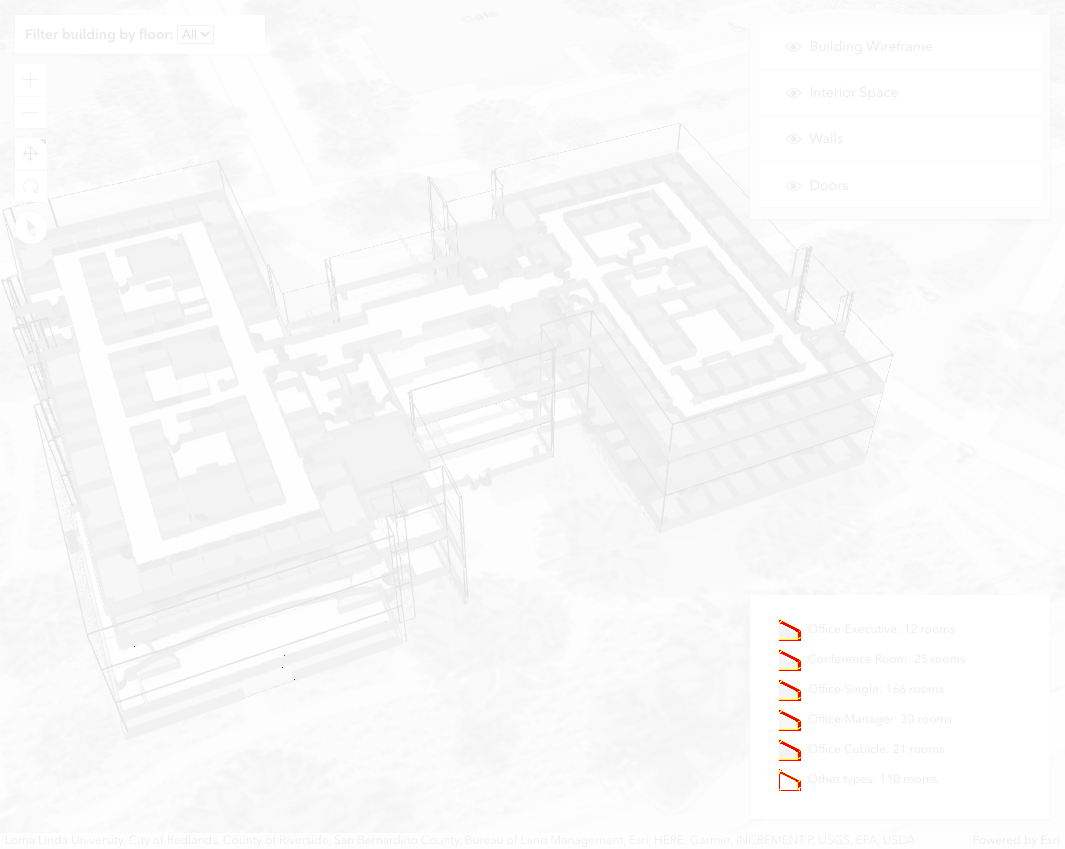 Filter building by floor: All
Building Wireframe
Interior Space
Walls
Doors
Office-Executive: 12 rooms
Conference Room: 25 rooms
Office-Single: 166 rooms
Office-Manager: 30 rooms
Office Cubicle: 21 rooms
Other types: 110 rooms
Loma Linda University, City of Redlands, County of Riverside, San Bernardino County, Bureau of Land Management, Esri, HERE, Garmin, INCREMENT P, USGS, EPA, USDA
Powered by Esri